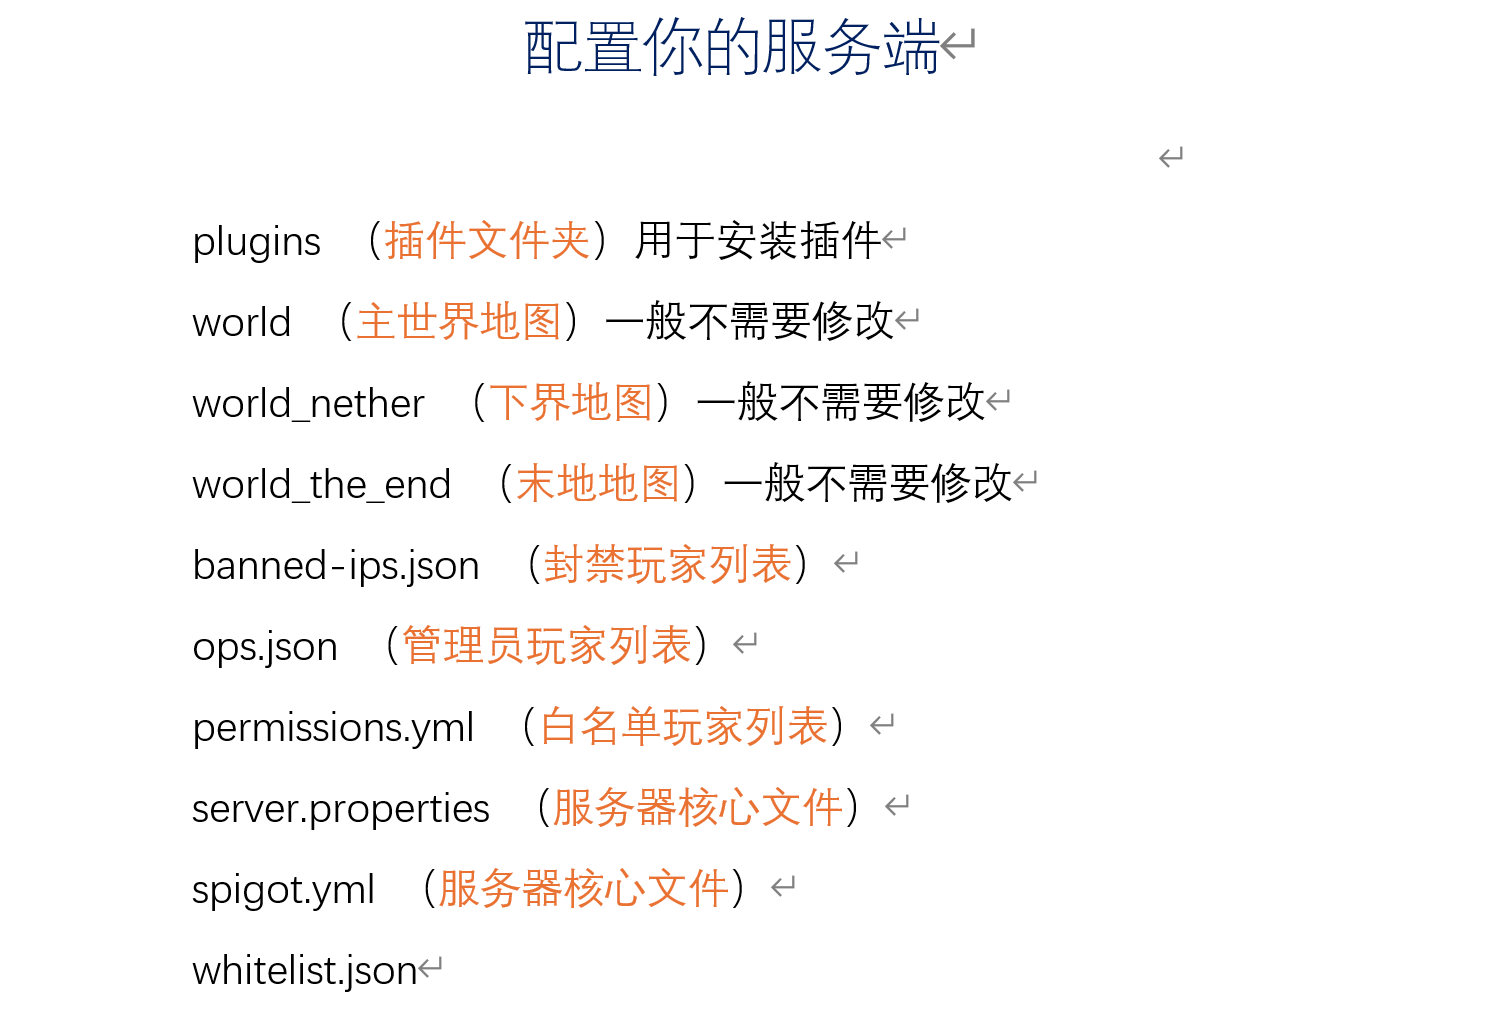 配置你的服务端
plugins （插件文件夹）用于安装插件
world （主世界地图）一般不需要修改
world_nether （下界地图）一般不需要修改
world_the_end （末地地图）一般不需要修改
banned-ips.json （封禁玩家列表）
ops.json （管理员玩家列表）
permissions.yml （白名单玩家列表）
server.properties （服务器核心文件）
spigot.yml （服务器核心文件）
whitelist.json